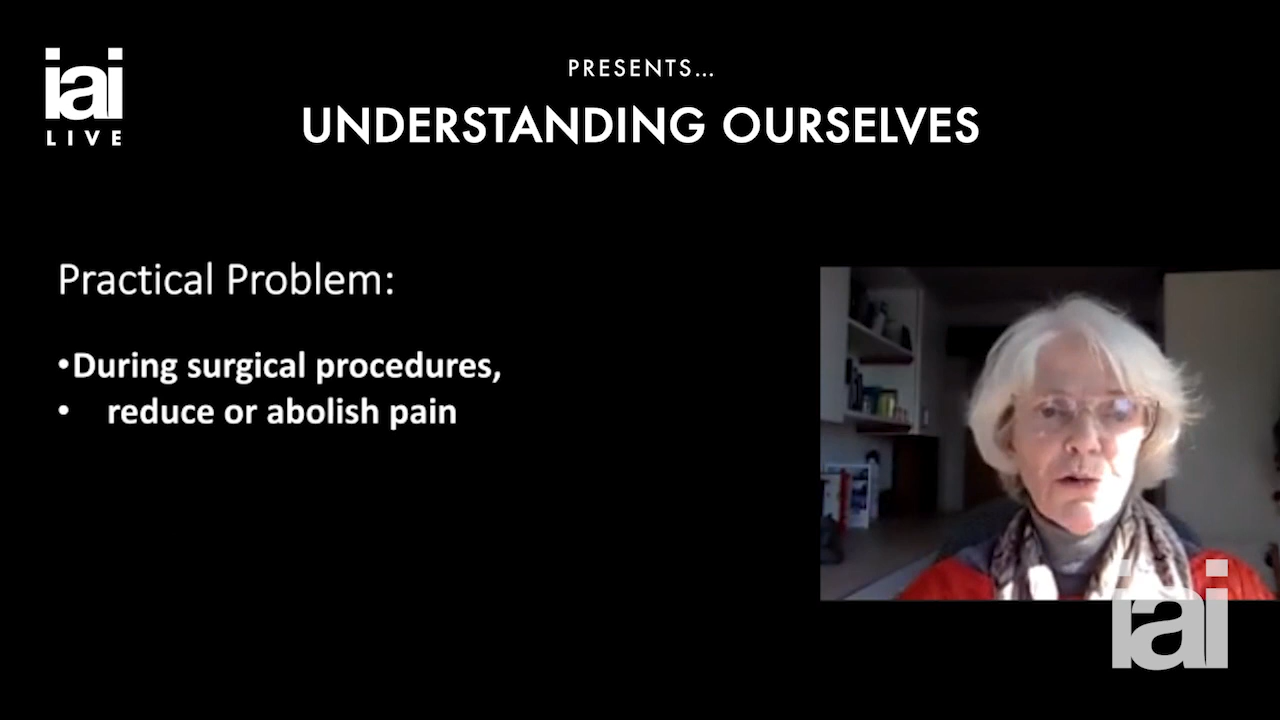 iai
LIVE
PRESENTS...
UNDERSTANDING OURSELVES
Practical Problem:
•During surgical procedures,
• reduce or abolish pain
iai